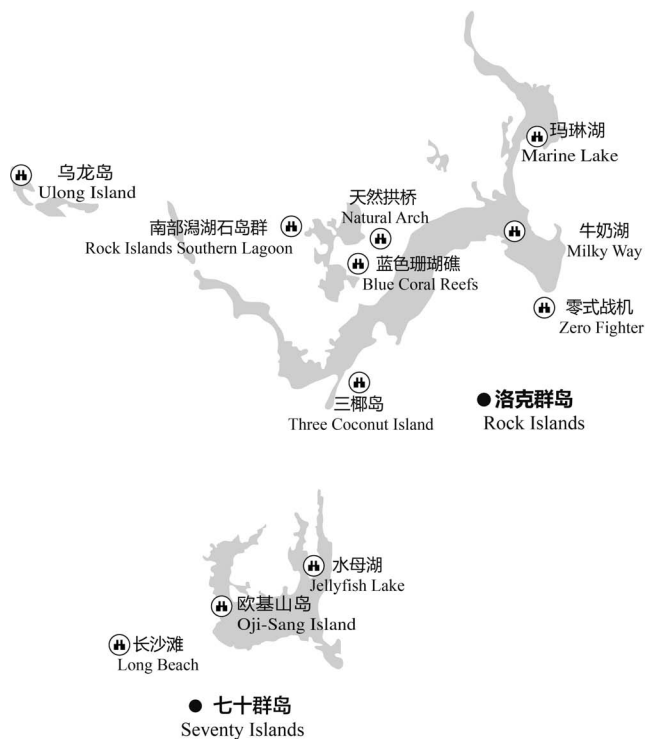 玛琳湖
Marine Lake
乌龙岛
Ulong Island
天然拱桥
Natural Arch
南部潟湖石岛群
Rock Islands Southern Lagoon
牛奶湖
Milky Way
蓝色珊瑚礁
Blue Coral Reefs
零式战机
Zero Fighter
三椰岛
Three Coconut Island
洛克群岛
Rock Islands
水母湖
Jellyfish Lake
欧基山岛
Oji-Sang Island
长沙滩
Long Beach
七十群岛
Seventy Islands